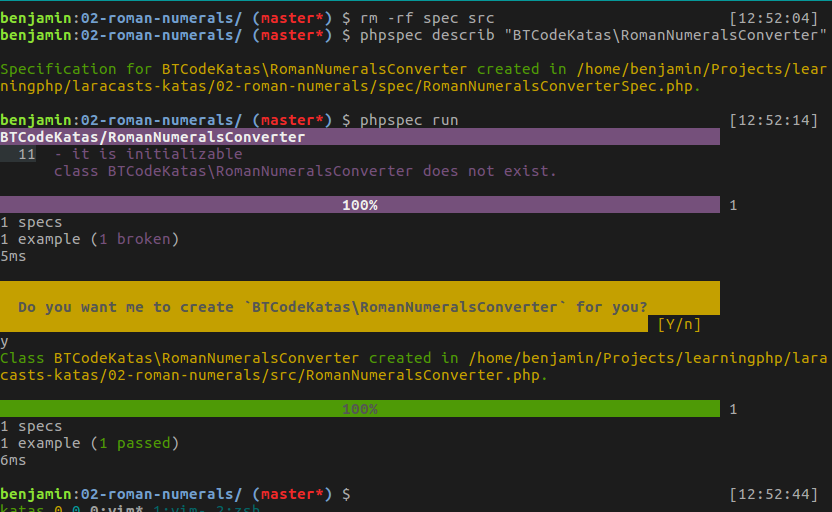 benjamin:02-roman-numerals/ (master*) $ rm -rf spec src [12:52:04]
benjamin:02-roman-numerals/ (master*) $ phpspec describ "BTCodeKatas\RomanNumeralsConverter"
Specification for BTCodeKatas\RomanNumeralsConverter created in /home/benjamin/Projects/lear
ningphp/laracasts-katas/02-roman-numerals/spec/RomanNumeralsConverterSpec.php.
benjamin:02-roman-numerals/ (master*) $ phpspec run [12:52:14]
BTCodeKatas/RomanNumeralsConverter
11 - it is initializable
class BTCodeKatas\RomanNumeralsConverter does not exist.
100% 1
1 specs
1 example (1 broken)
5ms
Do you want me to create `BTCodeKatas\RomanNumeralsConverter` for you?
[Y/n]
y
Class BTCodeKatas\RomanNumeralsConverter created in /home/benjamin/Projects/learningphp/lara
casts-katas/02-roman-numerals/src/RomanNumeralsConverter.php.
100% 1
1 specs
1 example (1 passed)
6ms
benjamin:02-roman-numerals/ (master*) $ [12:52:44]
katas 0 0 0:vim* 1:vim- 2:zsh